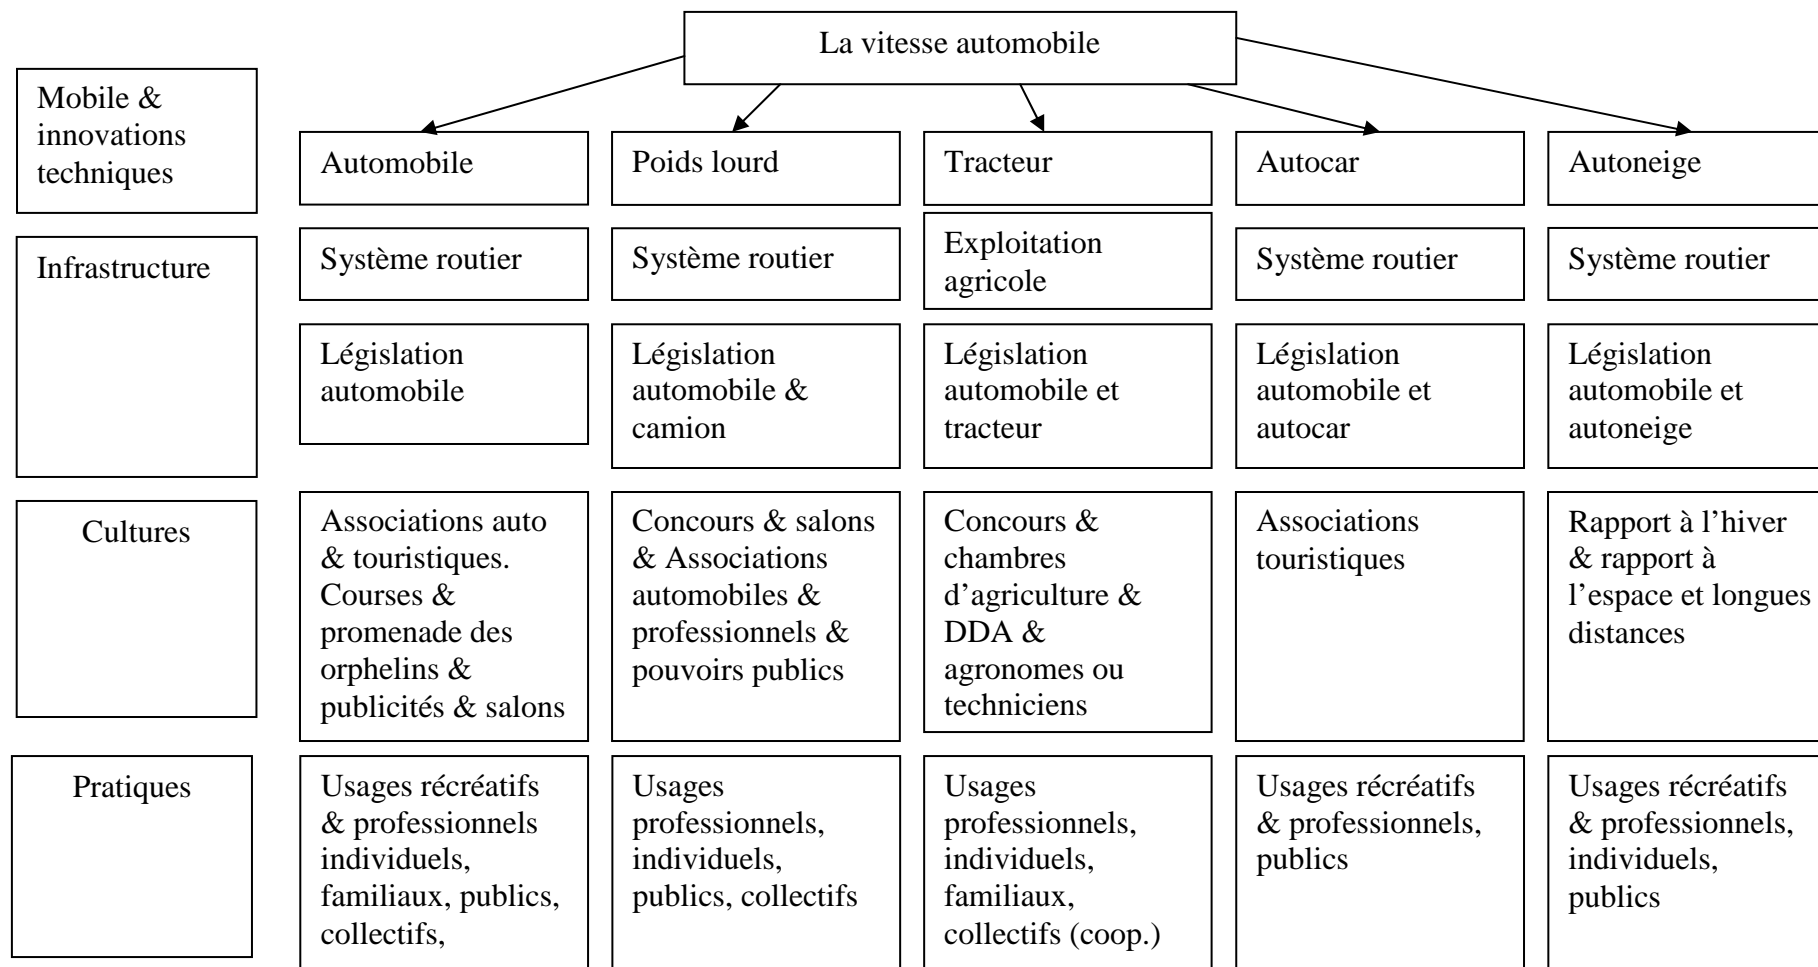 La vitesse automobile
Mobile &
innovations
techniques
Automobile
Poids lourd
Tracteur
Autocar
Autoneige
Infrastructure
Système routier
Système routier
Exploitation
agricole
Système routier
Système routier
Législation
automobile
Législation
automobile &
camion
Législation
automobile et
tracteur
Législation
automobile et
autocar
Législation
automobile et
autoneige
Cultures
Associations auto
& touristiques.
Courses &
promenade des
orphelins &
publicités & salons
Concours & salons
& Associations
automobiles &
professionnels &
pouvoirs publics
Concours &
chambres
d’agriculture &
DDA &
agronomes ou
techniciens
Associations
touristiques
Rapport à l’hiver
& rapport à
l’espace et longues
distances
Pratiques
Usages récréatifs
& professionnels
individuels,
familiaux, publics,
collectifs,
Usages
professionnels,
individuels,
publics, collectifs
Usages
professionnels,
individuels,
familiaux,
collectifs (coop.)
Usages récréatifs
& professionnels,
publics
Usages récréatifs
& professionnels,
individuels,
publics